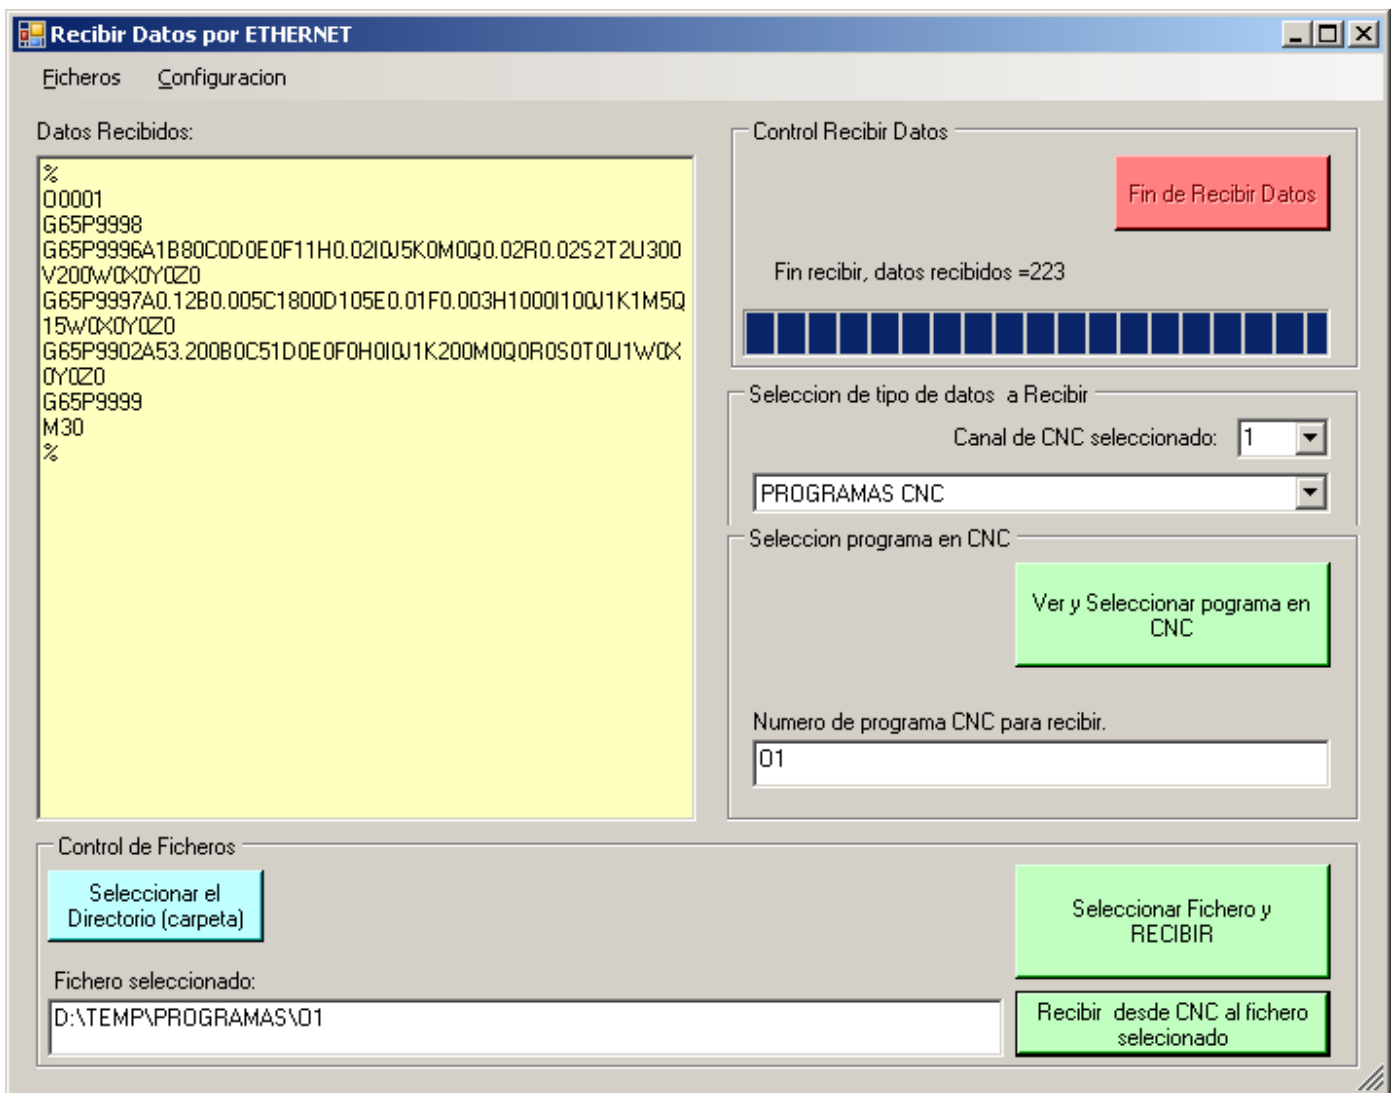 Recibir Datos por ETHERNET
Ficheros Configuracion
Datos Recibidos:
%
O0001
G65P9998
G65P9996A1B80C0D0E0F11H0.02I0J5K0M0Q0.02R0.02S2T2U300
V200W0X0Y0Z0
G65P9997A0.12B0.005C1800D105E0.01F0.003H1000I100J1K1M5Q
15W0X0Y0Z0
G65P9902A53.200B0C51D0E0F0H0I0J1K200M0Q0R0S0T0U1W0X
0Y0Z0
G65P9999
M30
%
Control Recibir Datos
Fin de Recibir Datos
Fin recibir, datos recibidos =223
Seleccion de tipo de datos a Recibir
Canal de CNC seleccionado: 1
PROGRAMAS CNC
Seleccion programa en CNC
Ver y Seleccionar pograma en
CNC
Numero de programa CNC para recibir.
O1
Control de Ficheros
Seleccionar el
Directorio (carpeta)
Fichero seleccionado:
D:\TEMP\PROGRAMAS\O1
Seleccionar Fichero y
RECIBIR
Recibir desde CNC al fichero
selecionado